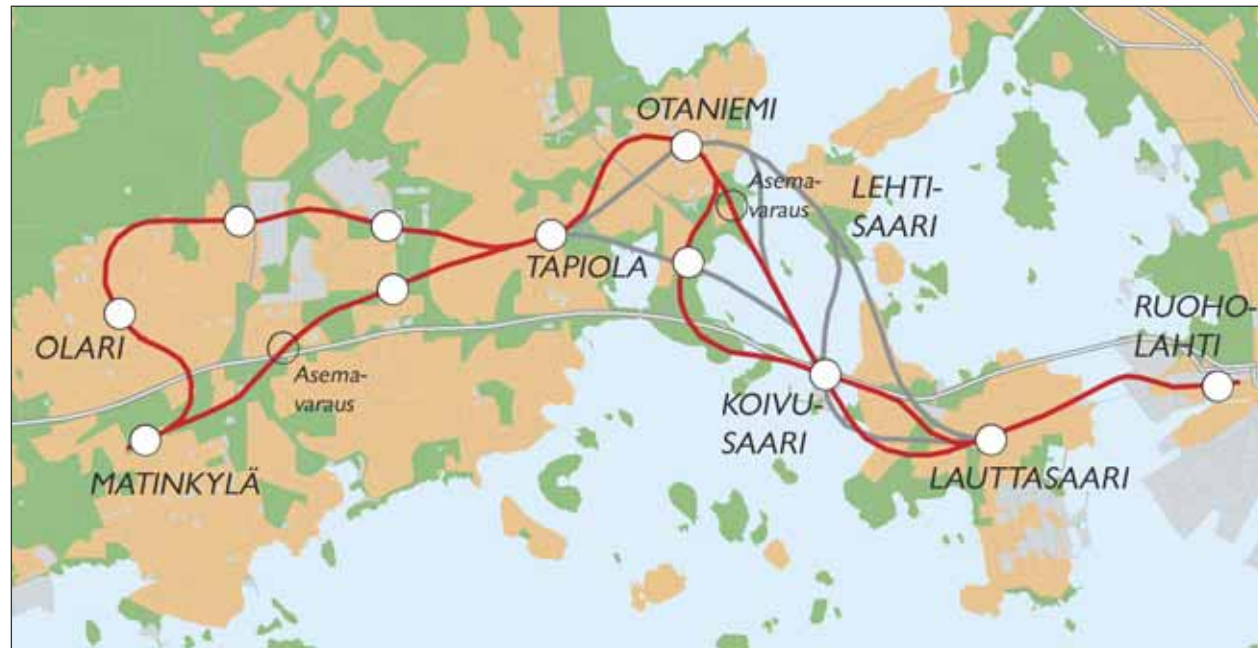 OTANIEMI
Asema-
varaus
LEHTI-
SAARI
TAPIOLA
RUOHO-
LAHTI
OLARI
Asema-
varaus
KOIVU-
SAARI
MATINKYLÄ
LAUTTASAARI